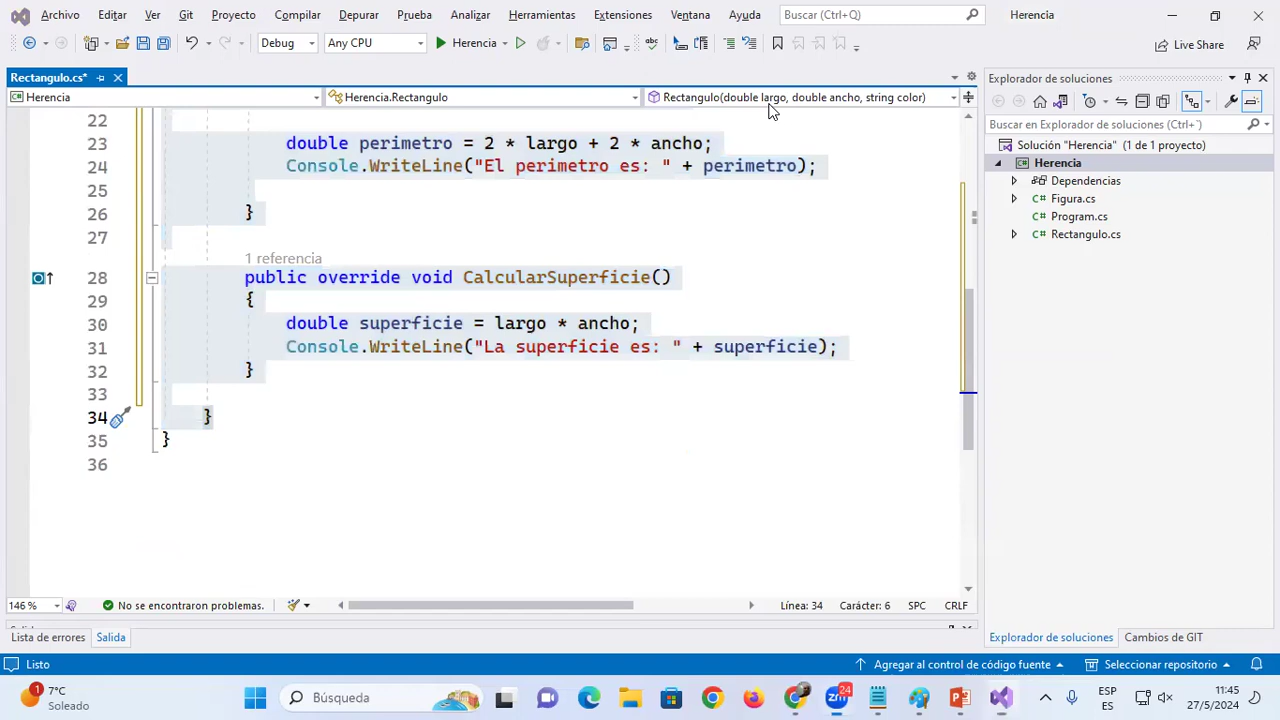 Archivo Editar Ver Git Proyecto Compilar Depurar Prueba Analizar Herramientas Extensiones Ventana Ayuda Buscar (Ctrl+Q) Herencia
Debug Any CPU Herencia Live Share
Rectangulo.cs* Explorador de soluciones
Herencia Herencia.Rectangulo Rectangulo(double largo, double ancho, string color)
Buscar en Explorador de soluciones (Ctrl+´)
Solución "Herencia" (1 de 1 proyecto)
Herencia
Dependencias
Figura.cs
Program.cs
Rectangulo.cs
22
23 double perimetro = 2 * largo + 2 * ancho;
24 Console.WriteLine("El perimetro es: " + perimetro);
25
26 }
27
1 referencia
28 public override void CalcularSuperficie()
29 {
30 double superficie = largo * ancho;
31 Console.WriteLine("La superficie es: " + superficie);
32 }
33
34 }
35 }
36
146 % No se encontraron problemas. Línea: 34 Carácter: 6 SPC CRLF
Lista de errores Salida Explorador de soluciones Cambios de GIT
Listo Agregar al control de código fuente Seleccionar repositorio
1 7°C Soleado Búsqueda 24 ESP ES 11:45 27/5/2024